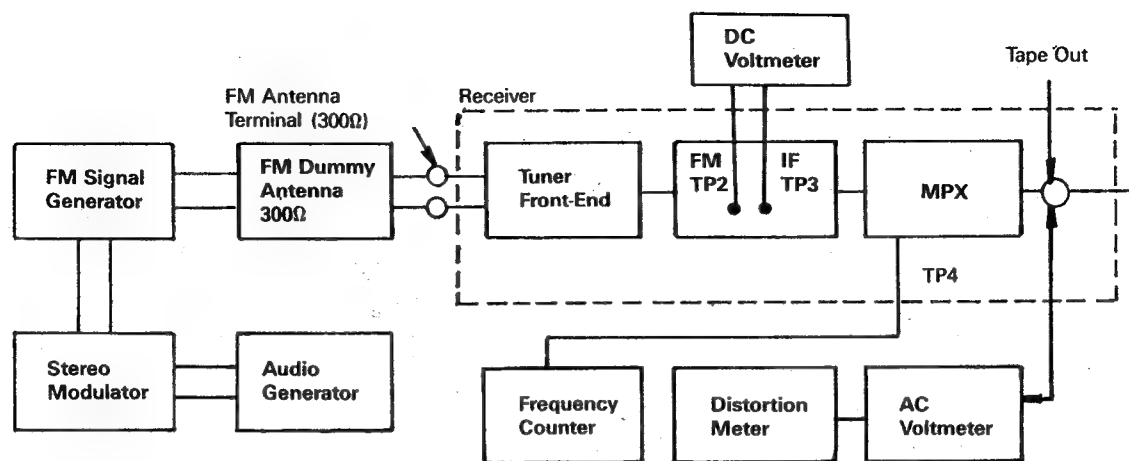 DC
Voltmeter
Tape Out
FM Antenna
Terminal (300Ω)
Receiver
FM Signal
Generator
FM Dummy
Antenna
300Ω
Tuner
Front-End
FM IF
TP2 TP3
MPX
TP4
Stereo
Modulator
Audio
Generator
Frequency
Counter
Distortion
Meter
AC
Voltmeter